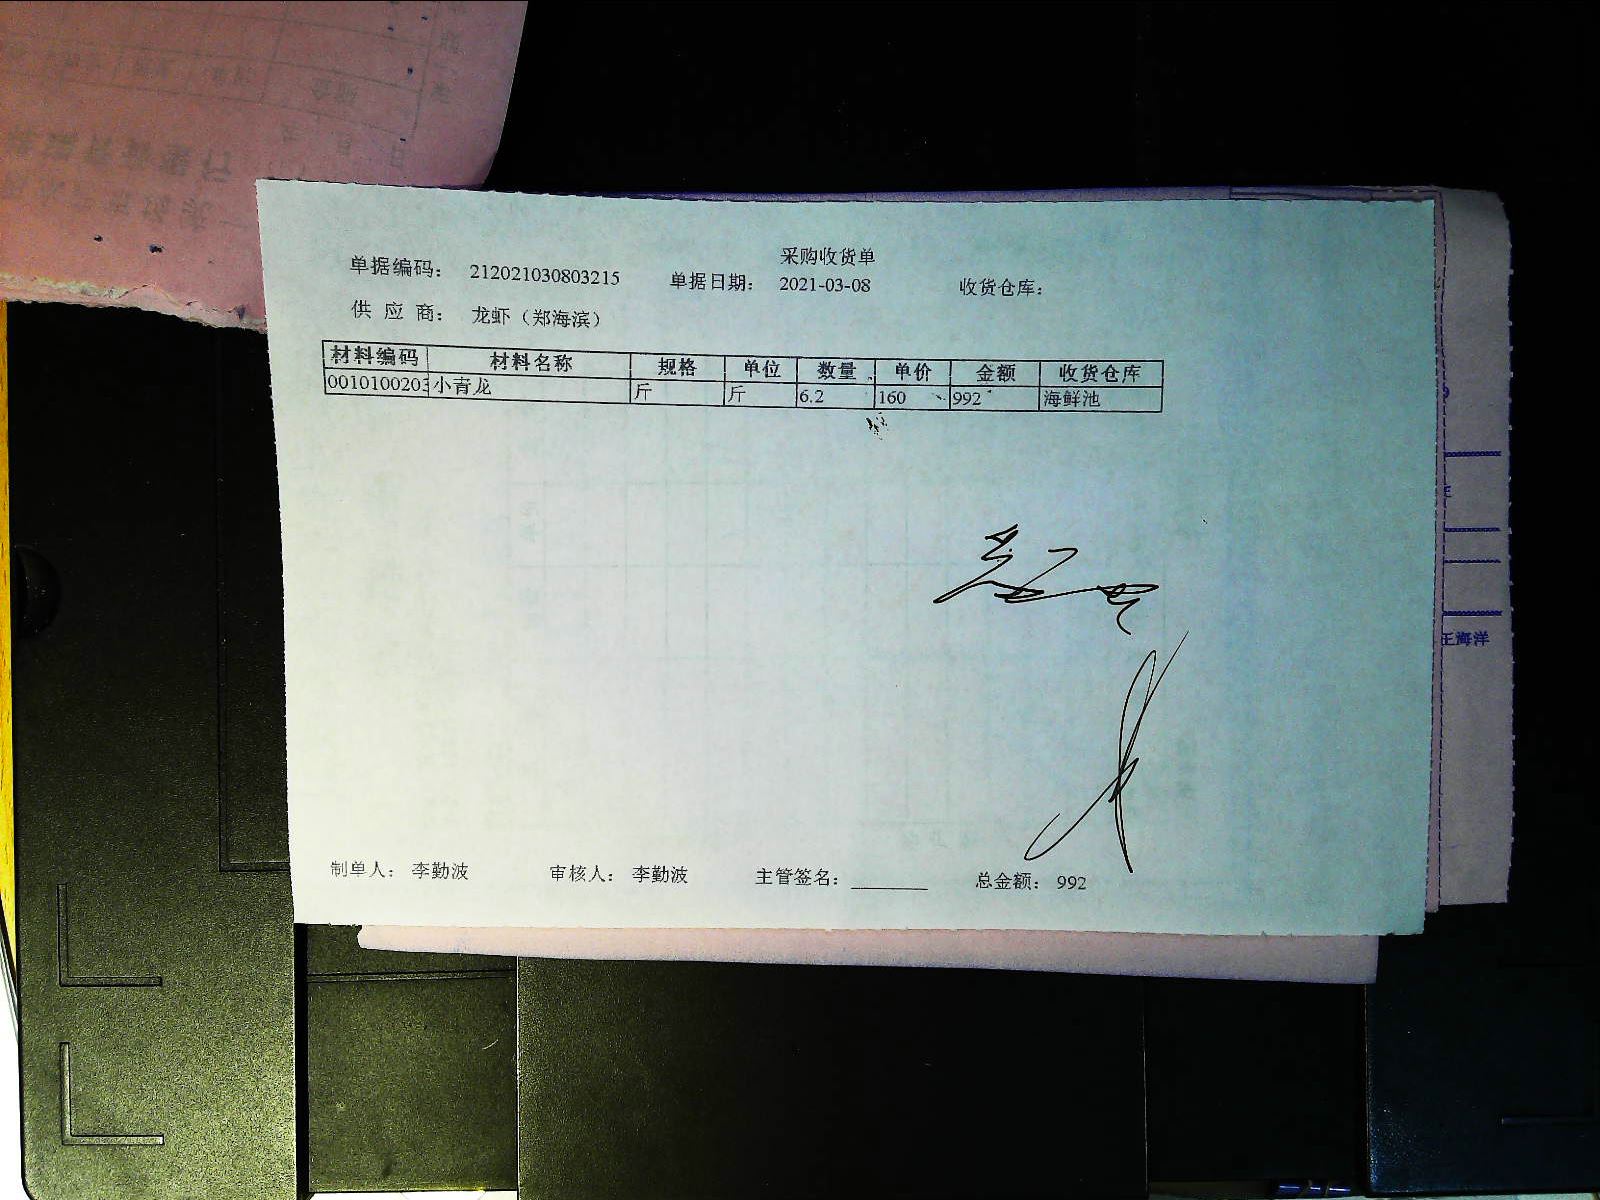 采购收货单
单据编码： 212021030803215 单据日期： 2021-03-08 收货仓库：
供 应 商： 龙虾（郑海滨）
材料编码 材料名称 规格 单位 数量 单价 金额 收货仓库
0010100203 小青龙 斤 斤 6.2 160 992 海鲜池
制单人： 李勤波 审核人： 李勤波 主管签名： 总金额： 992
王海洋